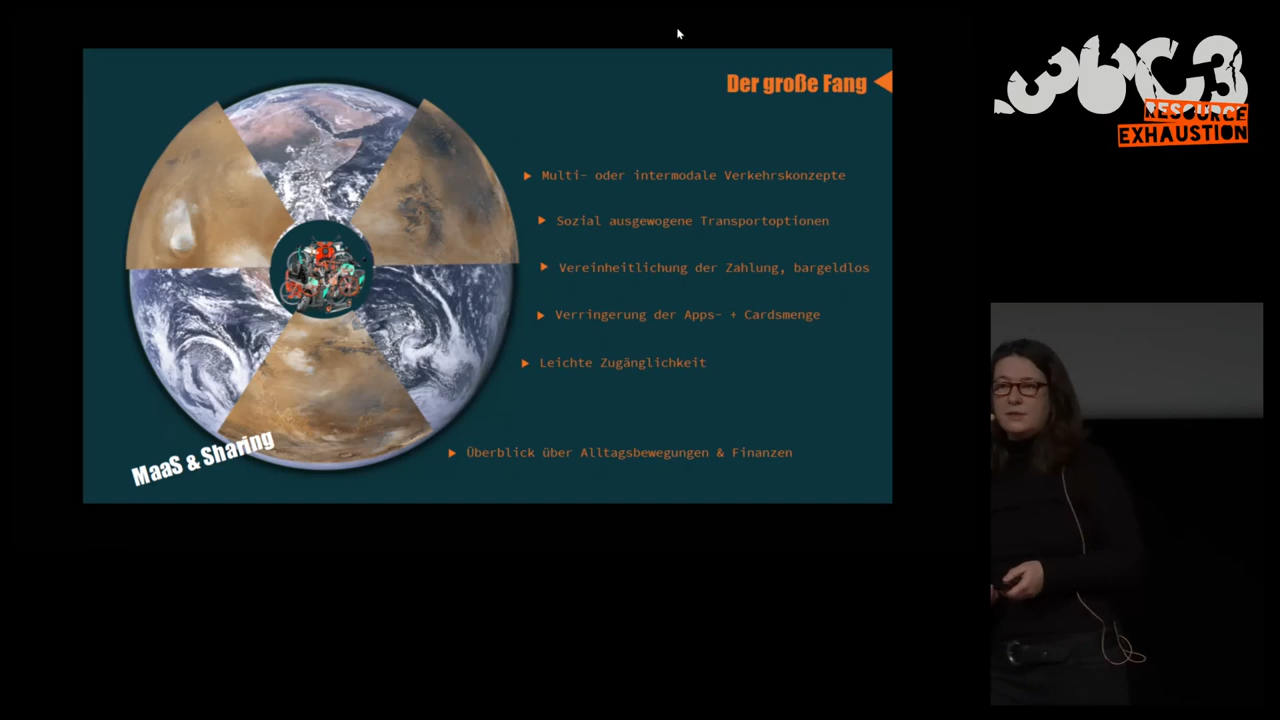 Der große Fang
Multi- oder intermodale Verkehrskonzepte
Sozial ausgewogene Transportoptionen
Vereinheitlichung der Zahlung, bargeldlos
Verringerung der Apps- + Cardsmenge
Leichte Zugänglichkeit
Überblick über Alltagsbewegungen & Finanzen
MaaS & Sharing
36C3
RESOURCE
EXHAUSTION